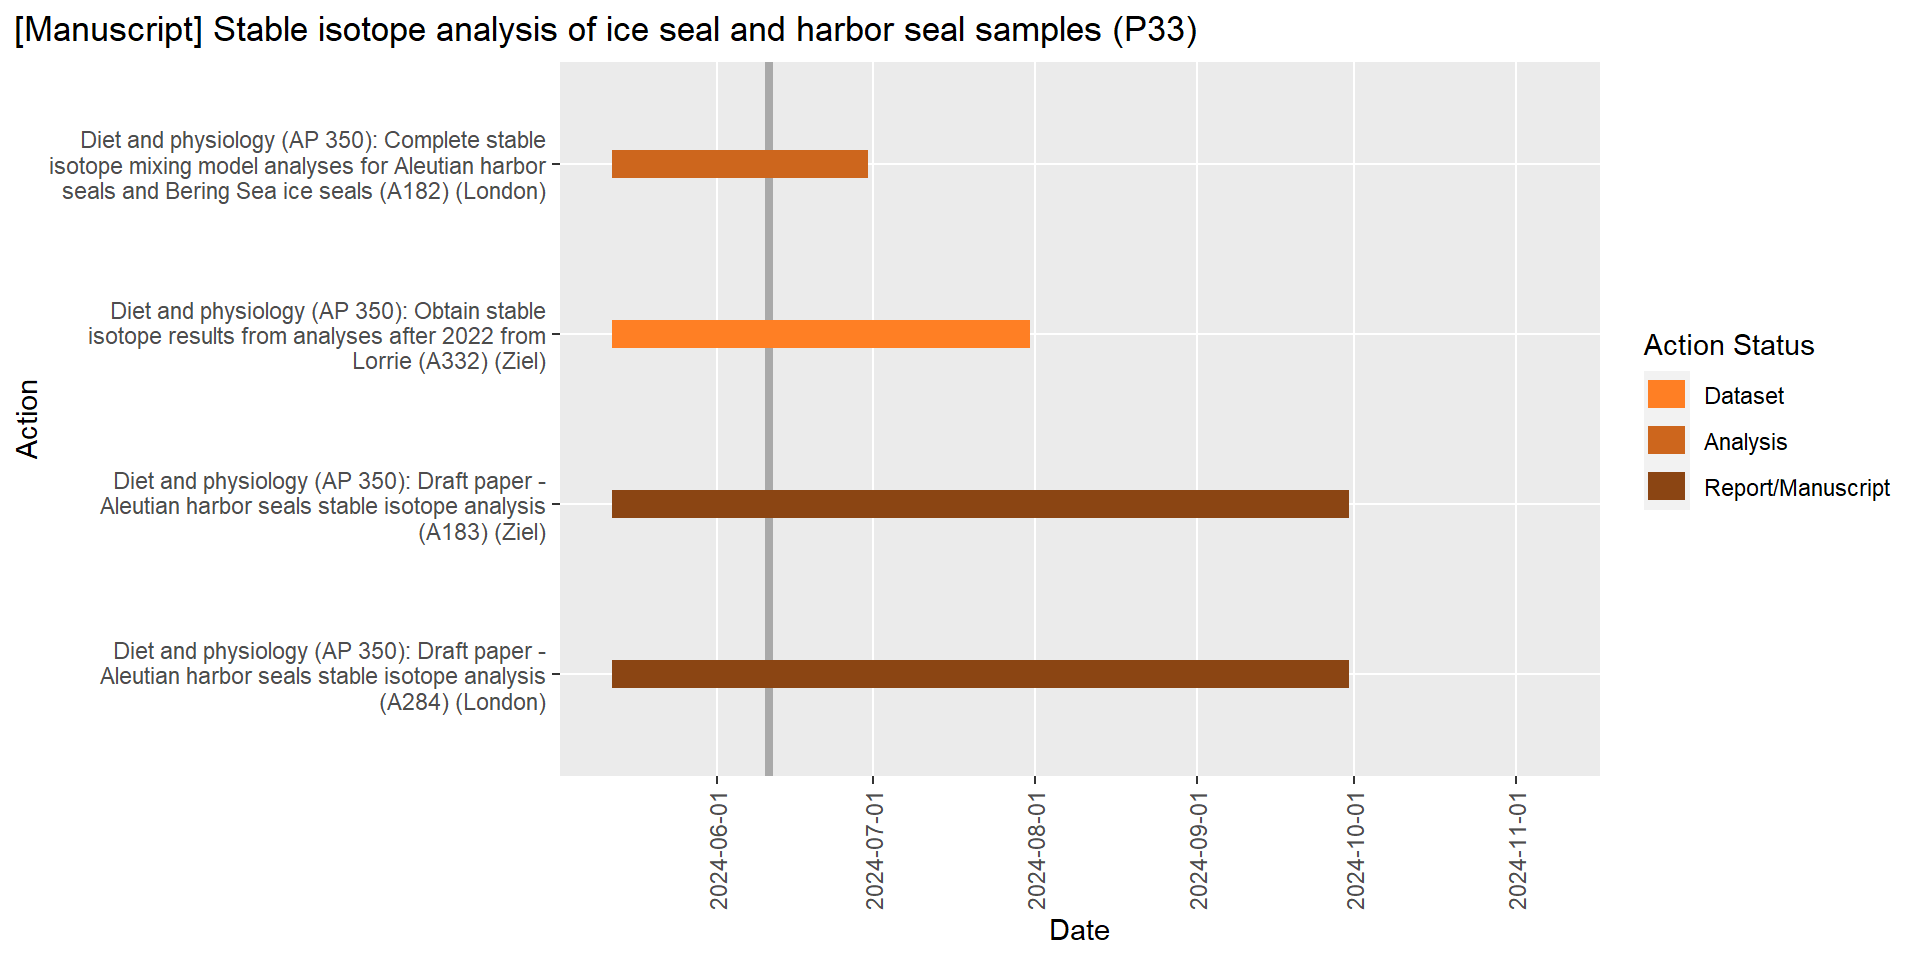 [Manuscript] Stable isotope analysis of ice seal and harbor seal samples (P33)
Diet and physiology (AP 350): Complete stable
isotope mixing model analyses for Aleutian harbor
seals and Bering Sea ice seals (A182) (London)
Diet and physiology (AP 350): Obtain stable
isotope results from analyses after 2022 from
Lorrie (A332) (Ziel)
Diet and physiology (AP 350): Draft paper -
Aleutian harbor seals stable isotope analysis
(A183) (Ziel)
Diet and physiology (AP 350): Draft paper -
Aleutian harbor seals stable isotope analysis
(A284) (London)
Action
2024-06-01
2024-07-01
2024-08-01
2024-09-01
2024-10-01
2024-11-01
Date
Action Status
Dataset
Analysis
Report/Manuscript